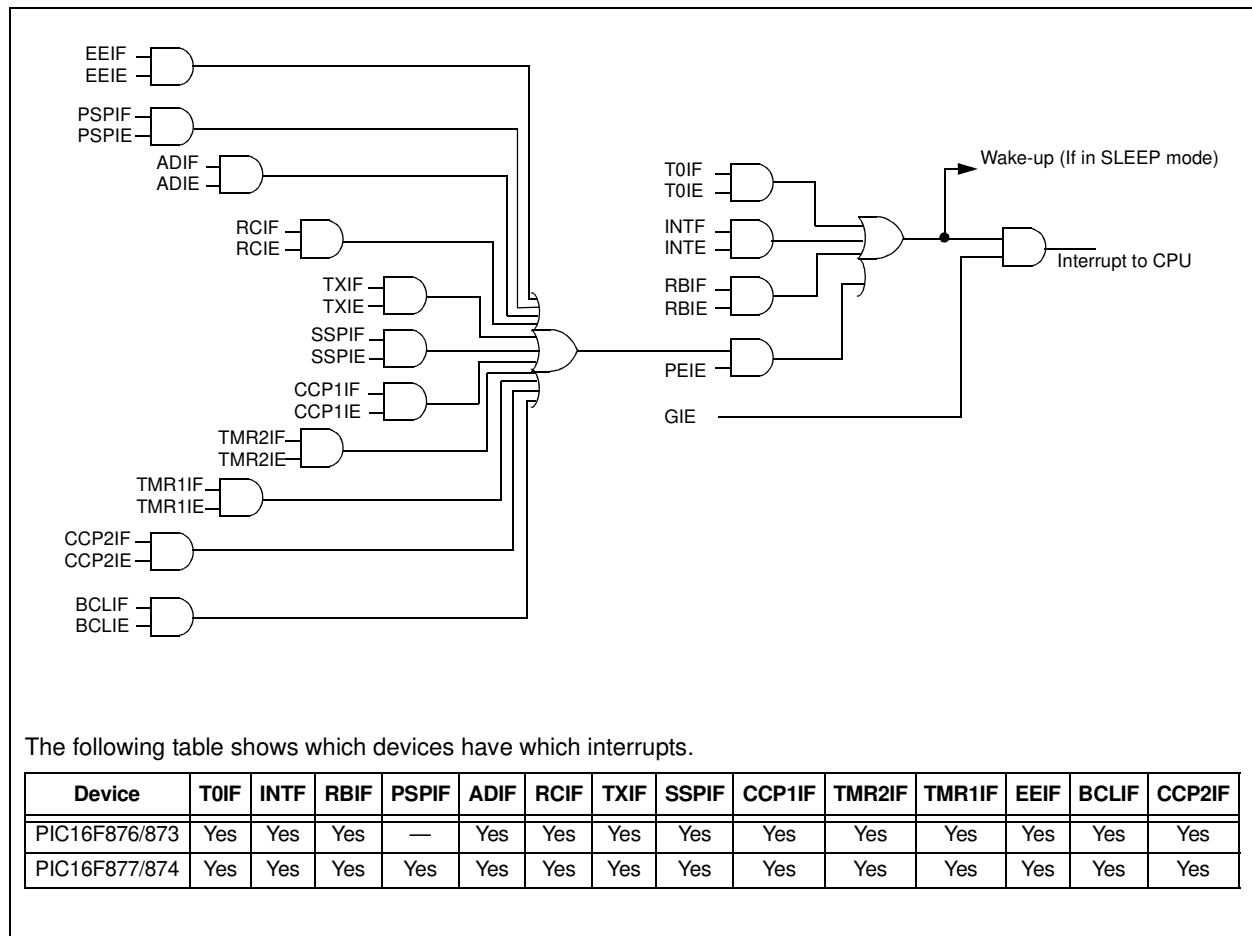 EEIF
EEIE
PSPIF
PSPIE
ADIF
ADIE
RCIF
RCIE
TXIF
TXIE
SSPIF
SSPIE
CCP1IF
CCP1IE
TMR2IF
TMR2IE
TMR1IF
TMR1IE
CCP2IF
CCP2IE
BCLIF
BCLIE
T0IF
T0IE
INTF
INTE
RBIF
RBIE
PEIE
GIE
Wake-up (If in SLEEP mode)
Interrupt to CPU
The following table shows which devices have which interrupts.
Device T0IF INTF RBIF PSPIF ADIF RCIF TXIF SSPIF CCP1IF TMR2IF TMR1IF EEIF BCLIF CCP2IF
PIC16F876/873 Yes Yes Yes — Yes Yes Yes Yes Yes Yes Yes Yes Yes Yes
PIC16F877/874 Yes Yes Yes Yes Yes Yes Yes Yes Yes Yes Yes Yes Yes Yes